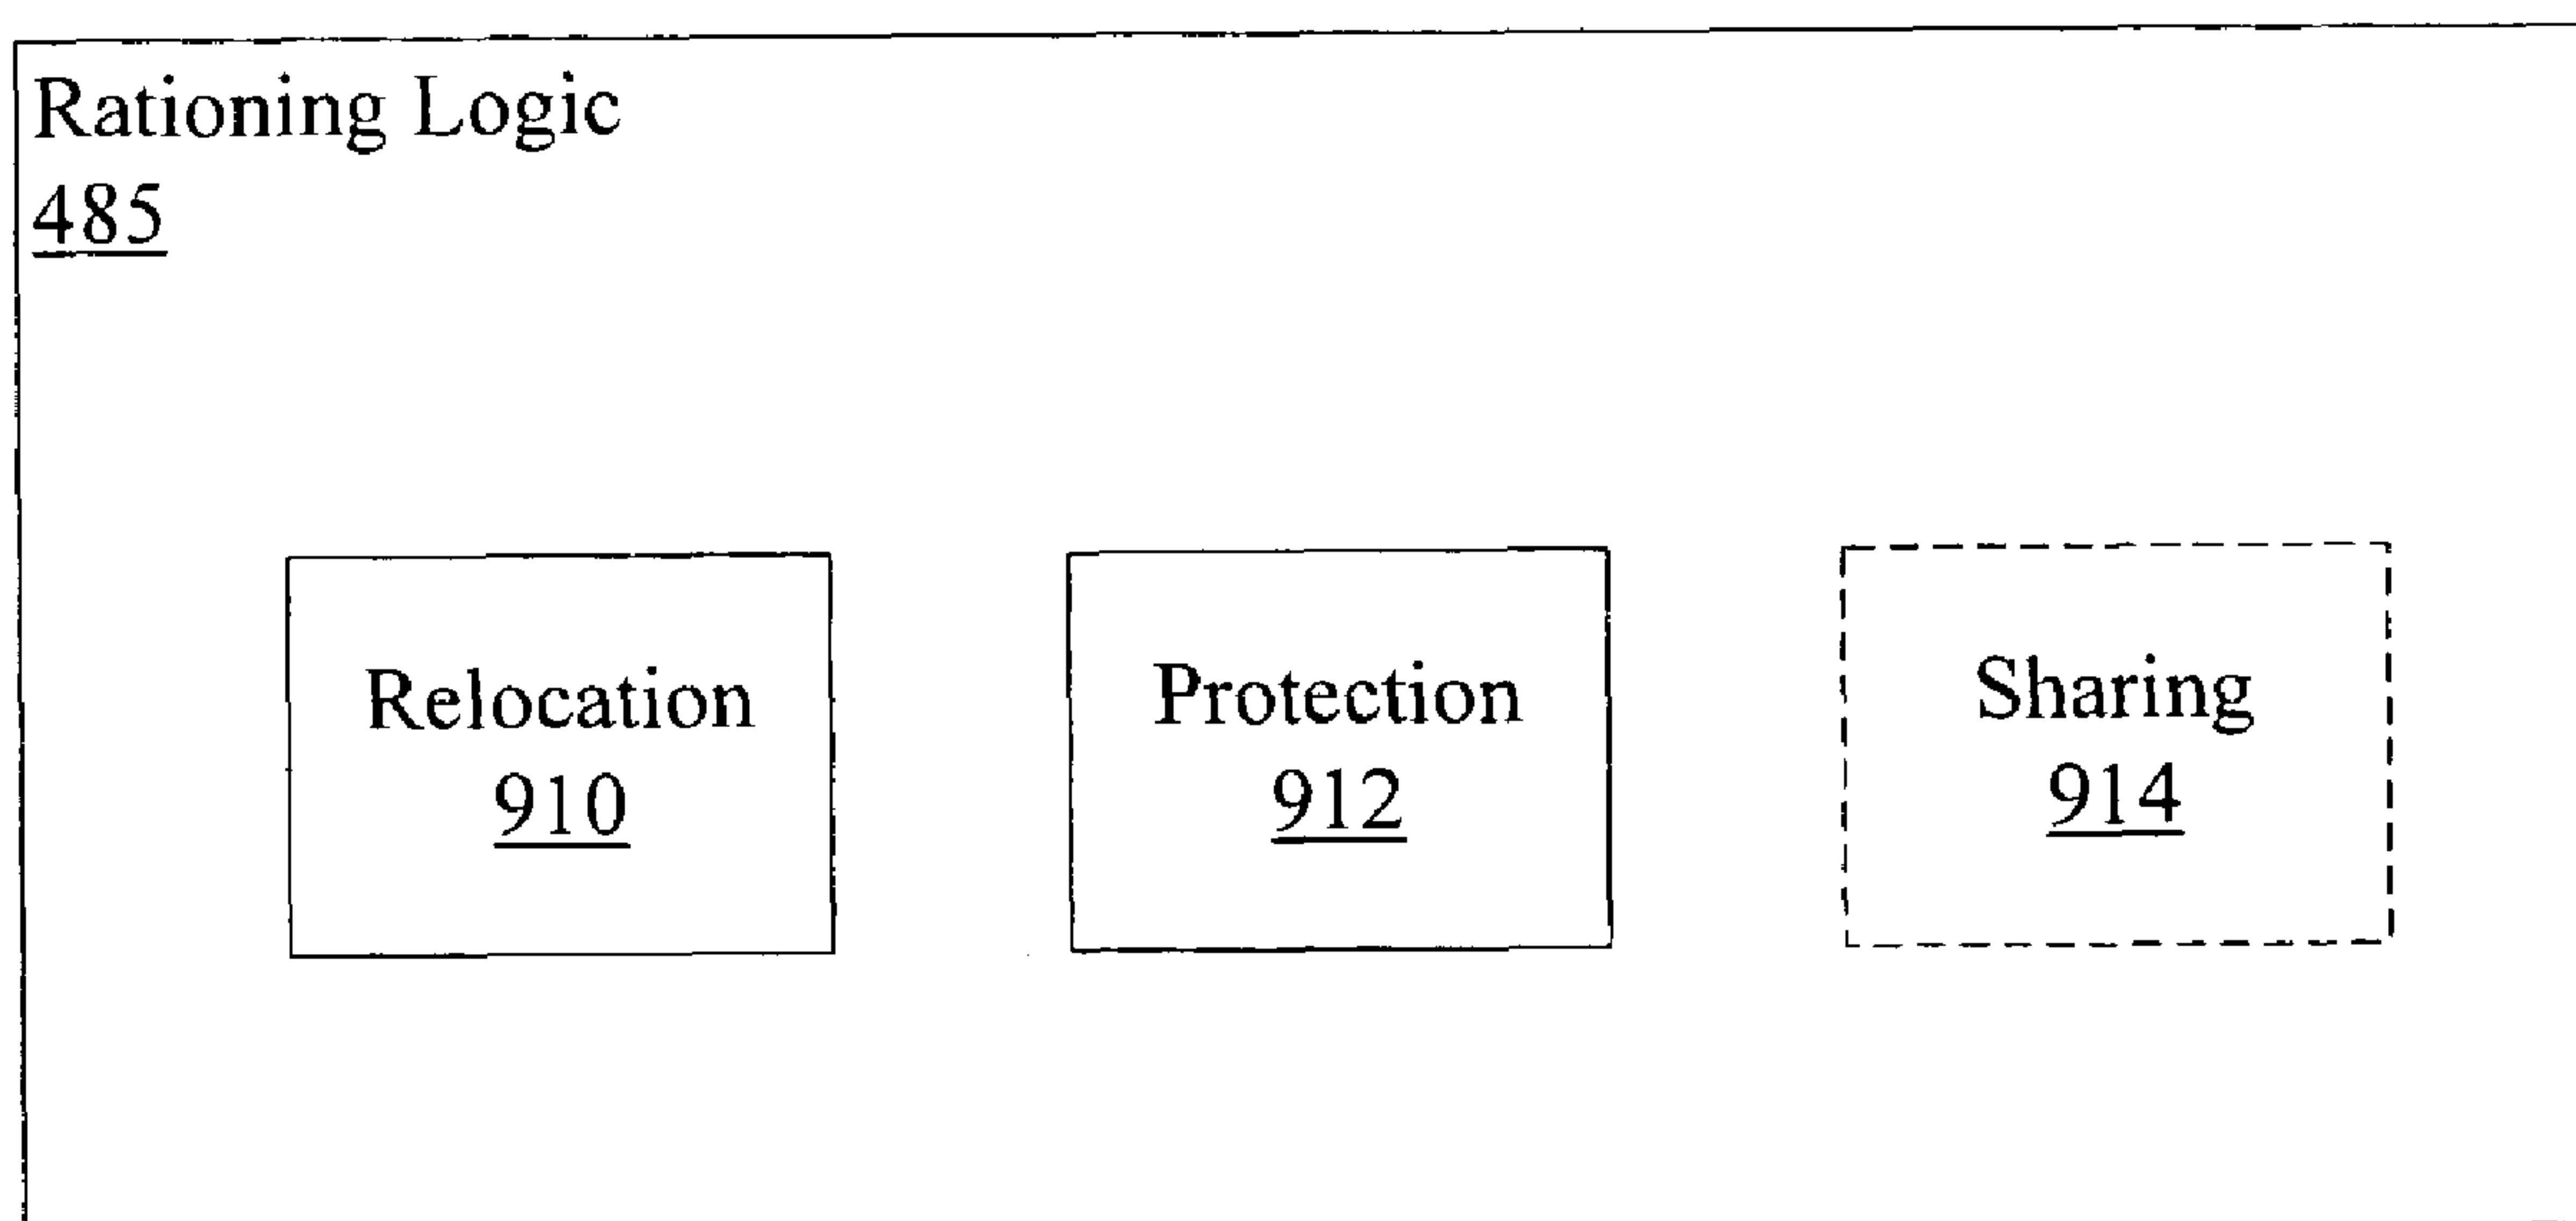 Rationing Logic
485
Relocation
910
Protection
912
Sharing
914